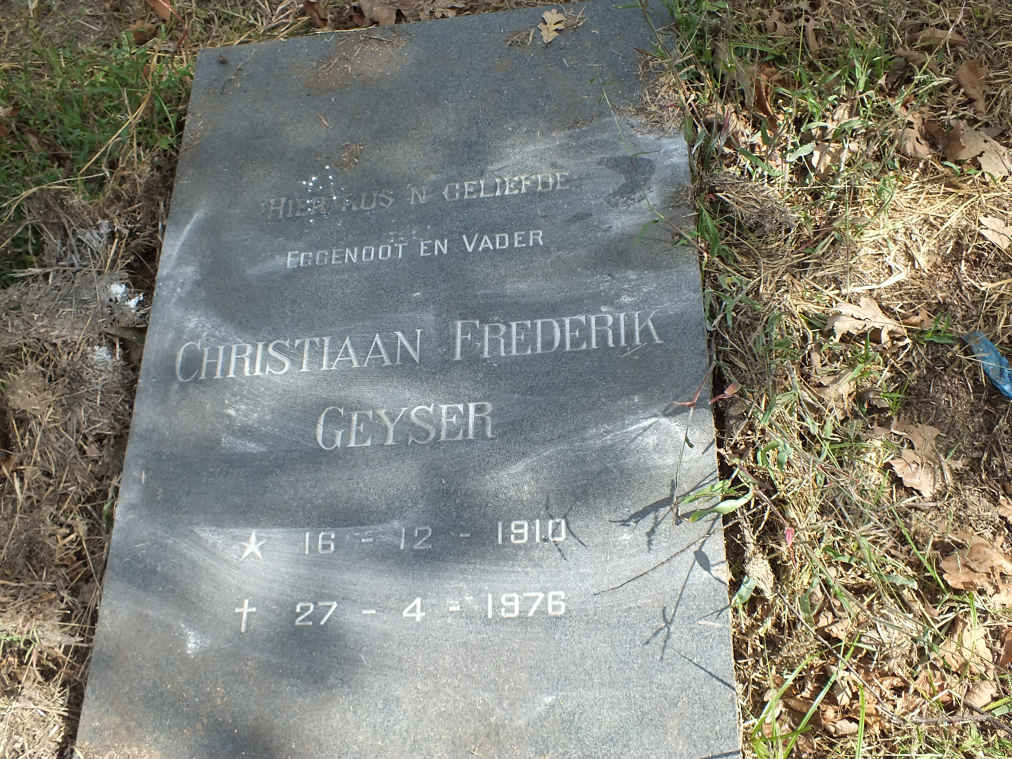 HIER RUS 'N GELIEFDE
EGGENOOT EN VADER
CHRISTIAAN FREDERIK
GEYSER
☆ 16 - 12 - 1910
† 27 - 4 - 1976